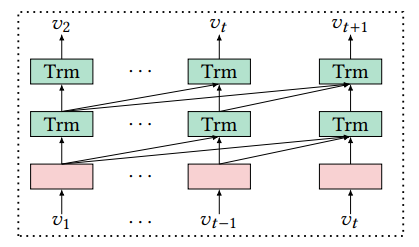 v₂ vₜ vₜ₊₁
Trm ··· Trm Trm
Trm ··· Trm Trm
···
v₁ ··· vₜ₋₁ vₜ